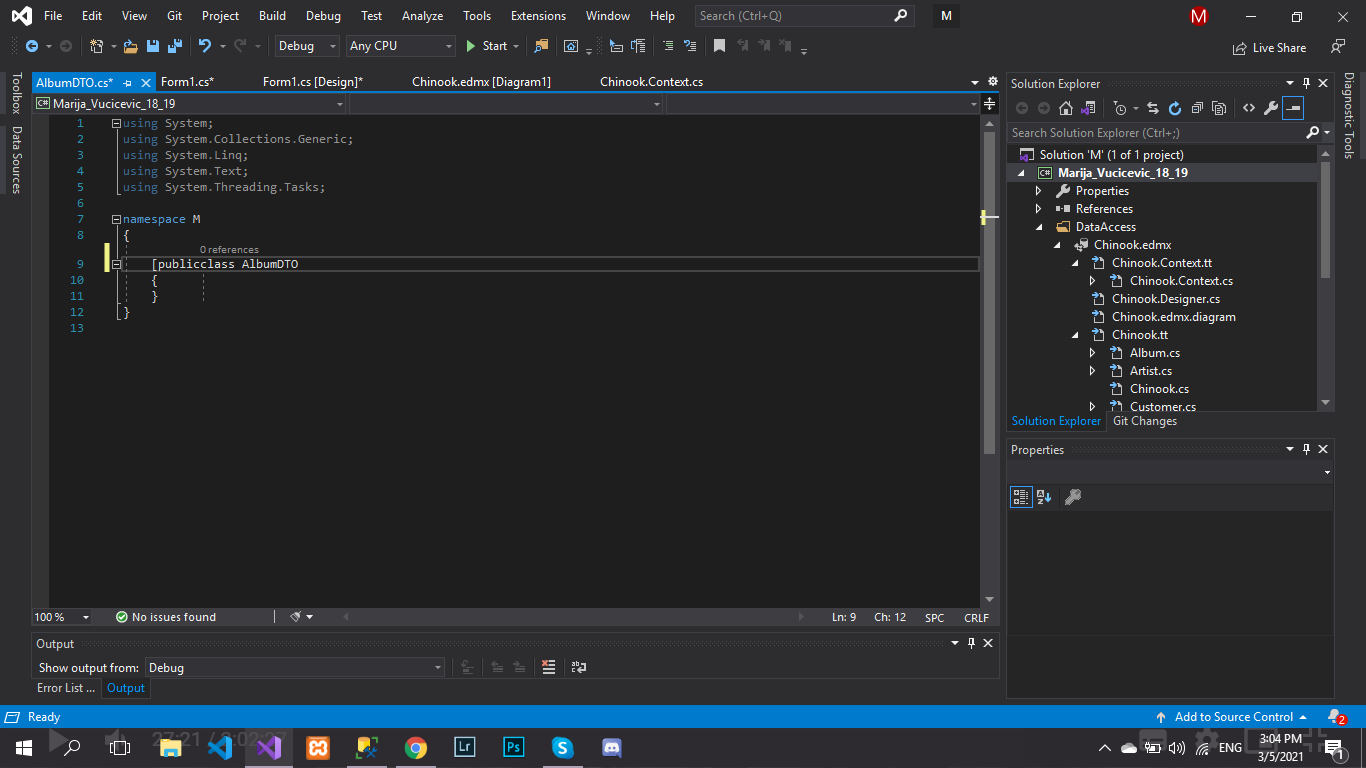 File Edit View Git Project Build Debug Test Analyze Tools Extensions Window Help Search (Ctrl+Q) M M
Debug Any CPU Start Live Share
Toolbox
Data Sources
AlbumDTO.cs* Form1.cs* Form1.cs [Design]* Chinook.edmx [Diagram1] Chinook.Context.cs
C# Marija_Vucicevic_18_19
1 using System;
2 using System.Collections.Generic;
3 using System.Linq;
4 using System.Text;
5 using System.Threading.Tasks;
6
7 namespace M
8 {
0 references
9 [publicclass AlbumDTO
10 {
11 }
12 }
13
100 % No issues found Ln: 9 Ch: 12 SPC CRLF
Output
Show output from: Debug
Error List ... Output
Solution Explorer
Search Solution Explorer (Ctrl+;)
Solution 'M' (1 of 1 project)
C# Marija_Vucicevic_18_19
Properties
References
DataAccess
Chinook.edmx
Chinook.Context.tt
Chinook.Context.cs
Chinook.Designer.cs
Chinook.edmx.diagram
Chinook.tt
Album.cs
Artist.cs
Chinook.cs
Customer.cs
Solution Explorer Git Changes
Properties
Diagnostic Tools
Ready Add to Source Control 2
Lr Ps S ENG 3:04 PM
3/5/2021 1